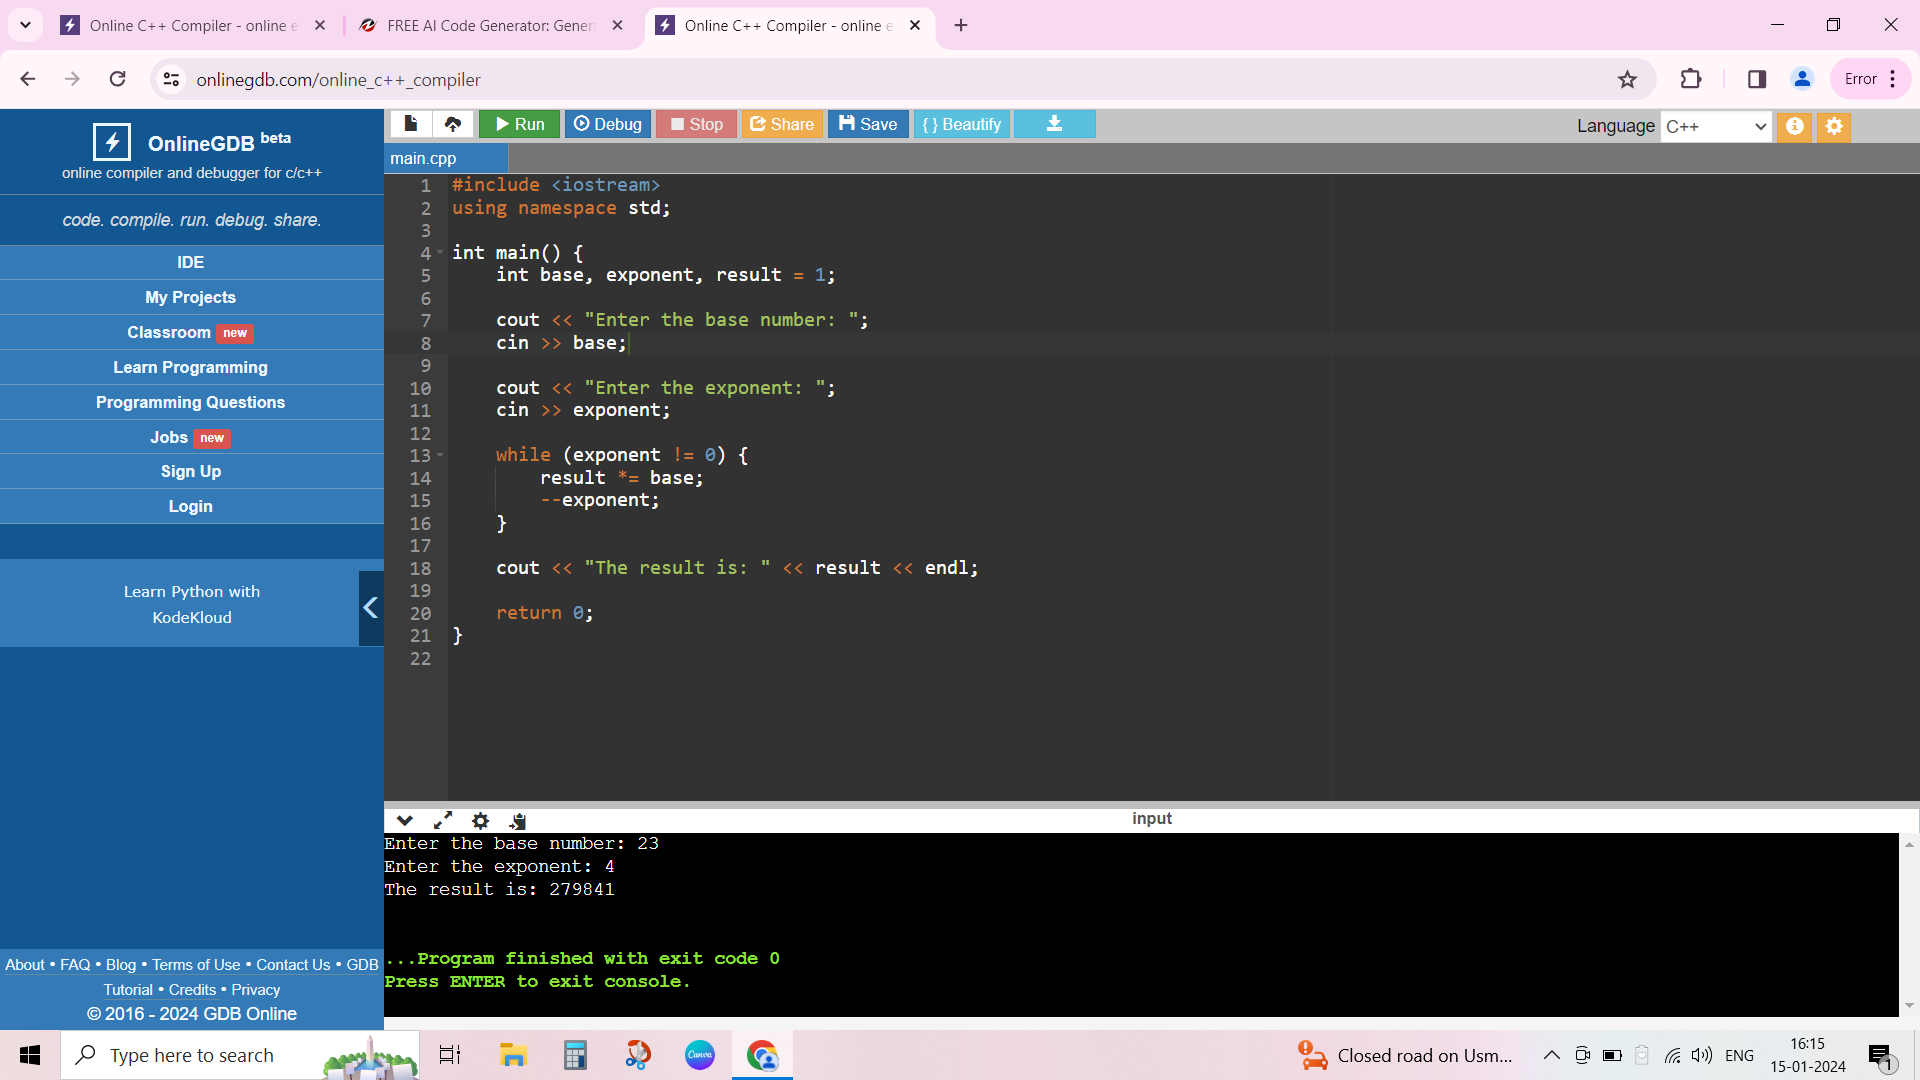 Online C++ Compiler - online e
FREE AI Code Generator: Gener
Online C++ Compiler - online e
onlinegdb.com/online_c++_compiler
Error
OnlineGDB beta
online compiler and debugger for c/c++
code. compile. run. debug. share.
IDE
My Projects
Classroom new
Learn Programming
Programming Questions
Jobs new
Sign Up
Login
Learn Python with
KodeKloud
About • FAQ • Blog • Terms of Use • Contact Us • GDB
Tutorial • Credits • Privacy
© 2016 - 2024 GDB Online
Run Debug Stop Share Save { } Beautify
Language C++
main.cpp
1 #include <iostream>
2 using namespace std;
3
4 int main() {
5     int base, exponent, result = 1;
6
7     cout << "Enter the base number: ";
8     cin >> base;
9
10     cout << "Enter the exponent: ";
11     cin >> exponent;
12
13     while (exponent != 0) {
14         result *= base;
15         --exponent;
16     }
17
18     cout << "The result is: " << result << endl;
19
20     return 0;
21 }
22
input
Enter the base number: 23
Enter the exponent: 4
The result is: 279841
...Program finished with exit code 0
Press ENTER to exit console.
Type here to search
Canva
Closed road on Usm...
ENG
16:15
15-01-2024
1